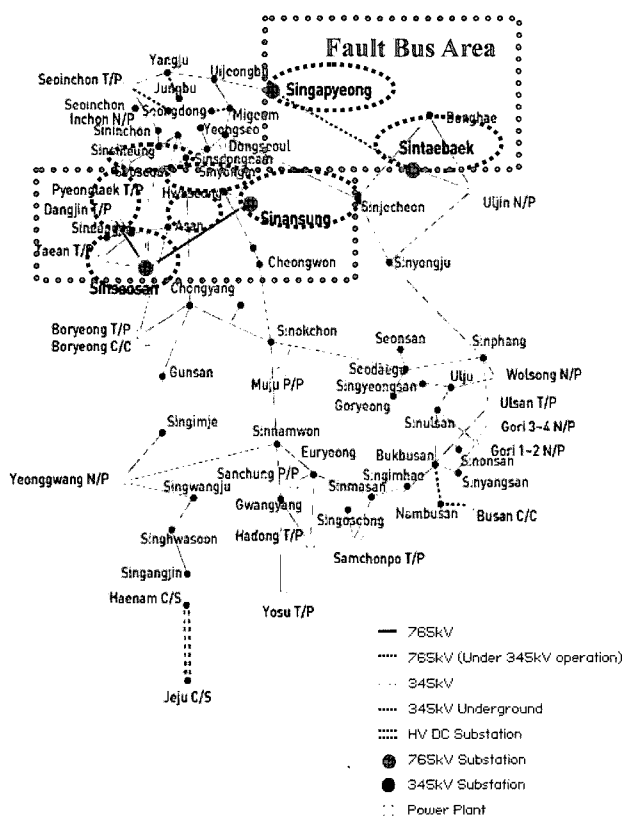 Fault Bus Area
Yangju
Uijeongbu
Seoinchon T/P
Jungbu
Singapyeong
Seoinchon
Seongdong
Migeum
Inchon N/P
Donghae
Sininchon
Yeongseo
Sintaebaek
Dongseoul
Pyeongtaek T/P
Hwaseong
Dangjin T/P
Sinansung
Sinjecheon
Uljin N/P
Asan
Taean T/P
Cheongwon
Sinyongju
Sinseosan
Chongyang
Boryeong T/P
Boryeong C/C
Sinokchon
Seonsan
Sinphang
Gunsan
Seodaegu
Muju P/P
Singyeongsan
Ulju
Wolsong N/P
Goryeong
Ulsan T/P
Sinulsan
Singimje
Gori 3~4 N/P
Sinnamwon
Gori 1~2 N/P
Euryeong
Bukbusan
Sinonsan
Yeonggwang N/P
Sanchung P/P
Singimhae
Sinyangsan
Singwangju
Sinmasan
Gwangyang
Nambusan
Singosong
Busan C/C
Hadong T/P
Singhwasoon
Samchonpo T/P
Singangjin
Haenam C/S
Yosu T/P
Jeju C/S
765kV
765kV (Under 345kV operation)
345kV
345kV Underground
HV DC Substation
765kV Substation
345kV Substation
Power Plant